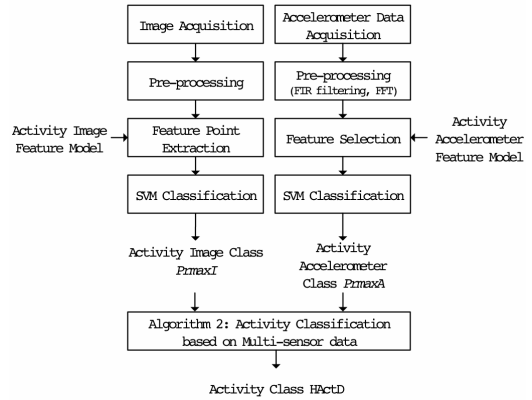 Image Acquisition
Accelerometer Data
Acquisition
Pre-processing
Pre-processing
(FIR filtering, FFT)
Activity Image
Feature Model
Feature Point
Extraction
Feature Selection
Activity
Accelerometer
Feature Model
SVM Classification
SVM Classification
Activity Image Class
PrmaxI
Activity
Accelerometer
Class PrmaxA
Algorithm 2: Activity Classification
based on Multi-sensor data
Activity Class HActD